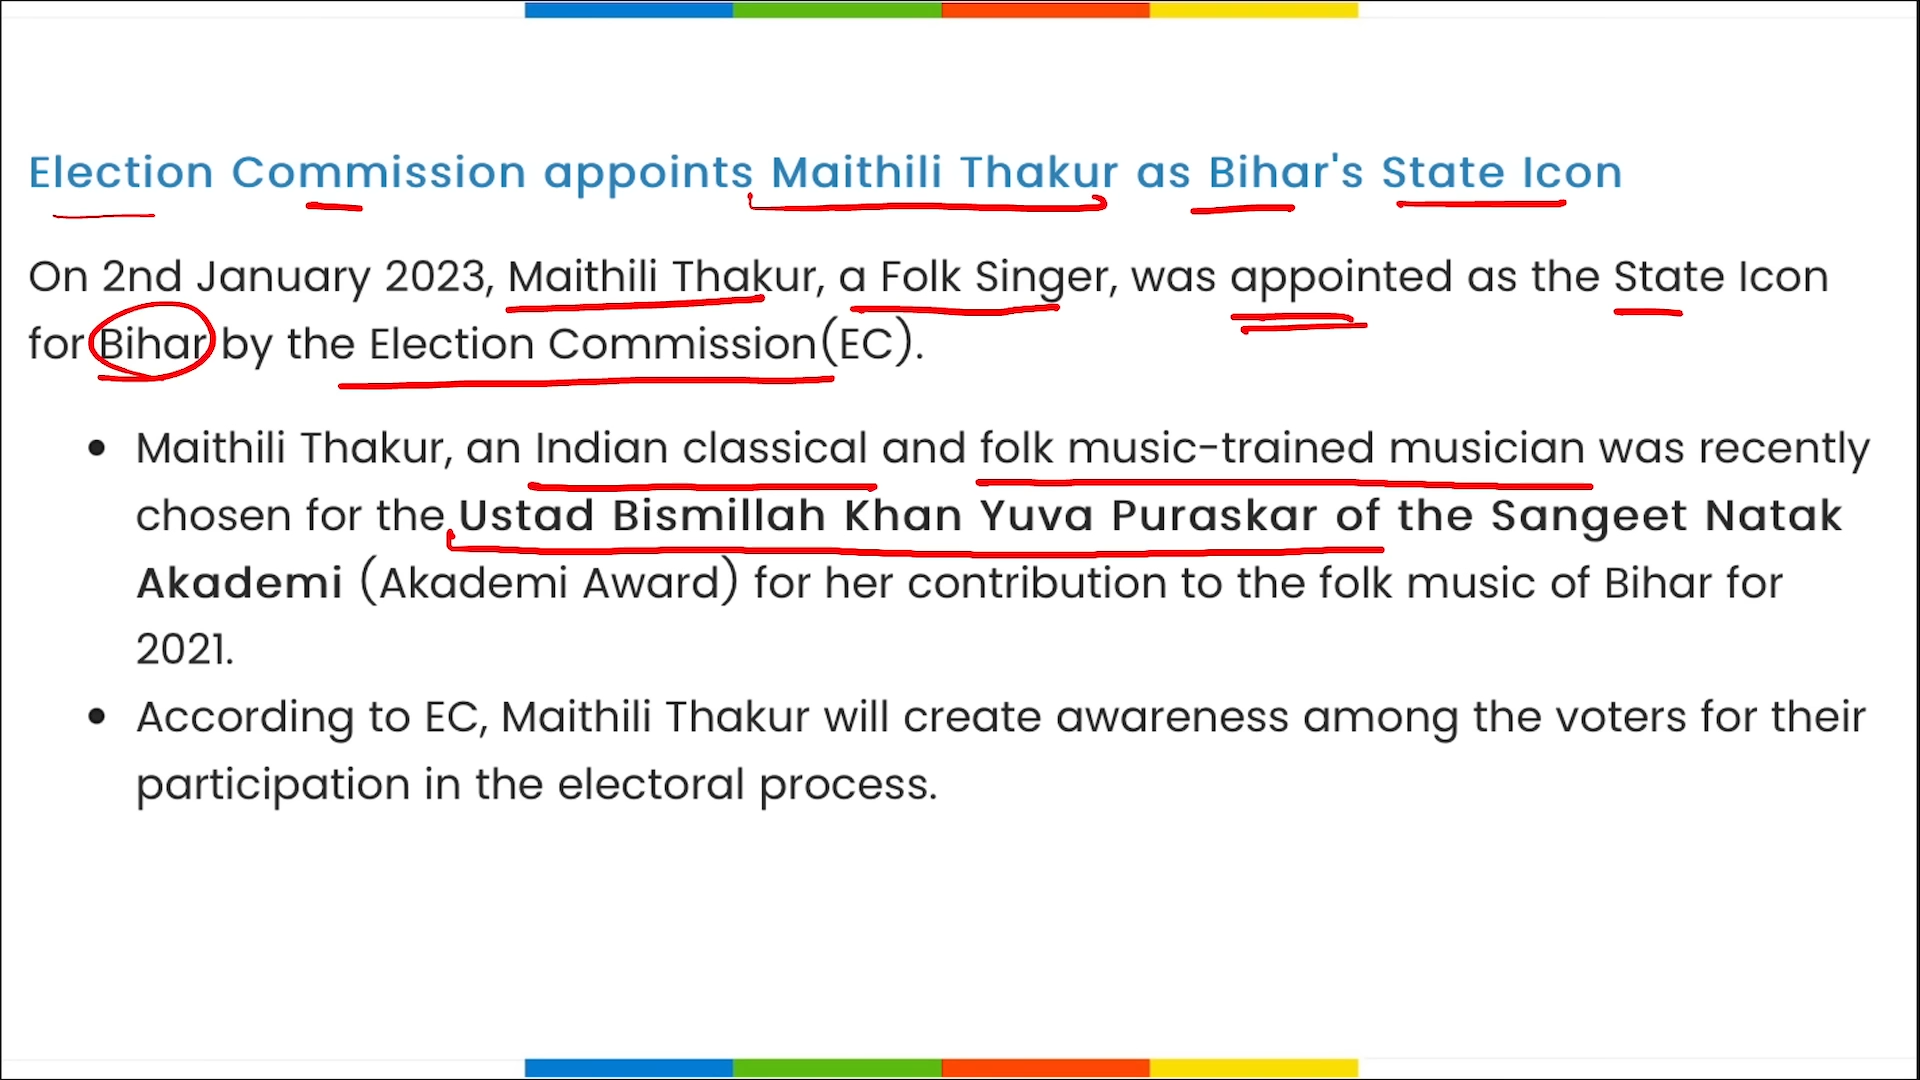 Election Commission appoints Maithili Thakur as Bihar's State Icon
On 2nd January 2023, Maithili Thakur, a Folk Singer, was appointed as the State Icon
for Bihar by the Election Commission(EC).
• Maithili Thakur, an Indian classical and folk music-trained musician was recently
chosen for the Ustad Bismillah Khan Yuva Puraskar of the Sangeet Natak
Akademi (Akademi Award) for her contribution to the folk music of Bihar for
2021.
• According to EC, Maithili Thakur will create awareness among the voters for their
participation in the electoral process.